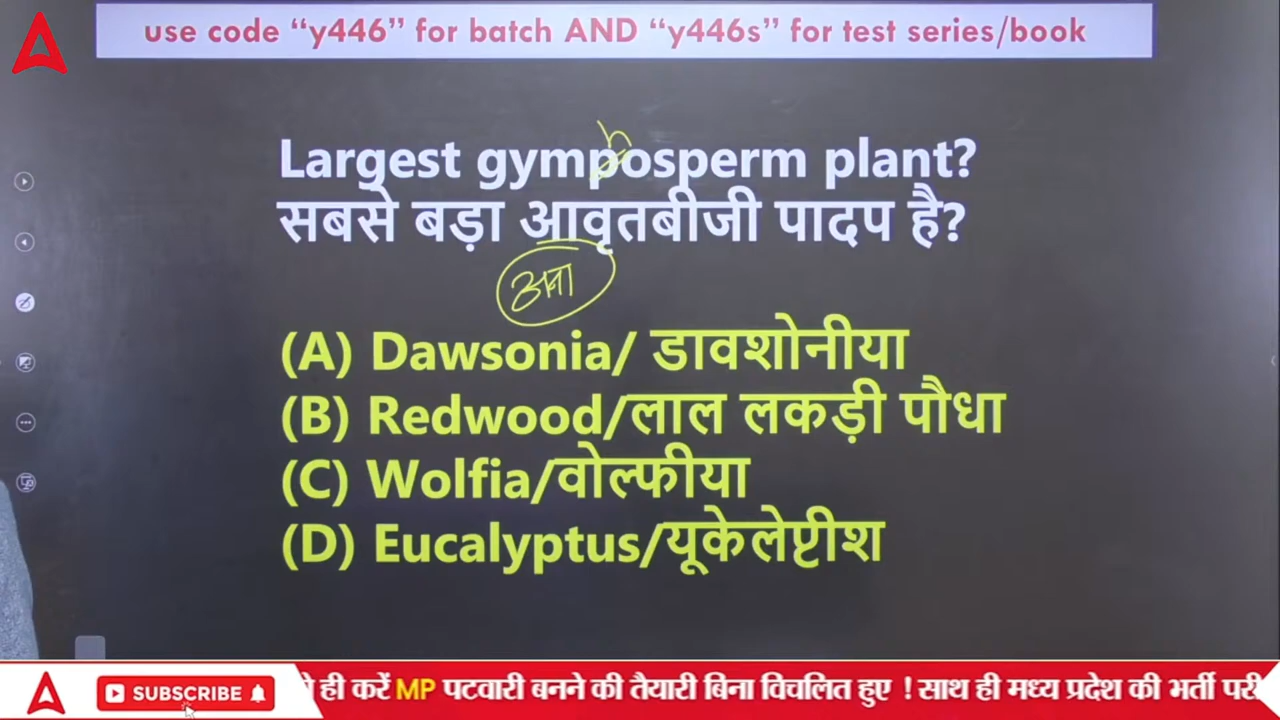 use code “y446” for batch AND “y446s” for test series/book
Largest gymposperm plant?
सबसे बड़ा आवृतबीजी पादप है?
अना
(A) Dawsonia/ डावशोनीया
(B) Redwood/लाल लकड़ी पौधा
(C) Wolfia/वोल्फीया
(D) Eucalyptus/यूकेलेप्टीश
SUBSCRIBE
ही करें MP पटवारी बनने की तैयारी बिना विचलित हुए ! साथ ही मध्य प्रदेश की भर्ती